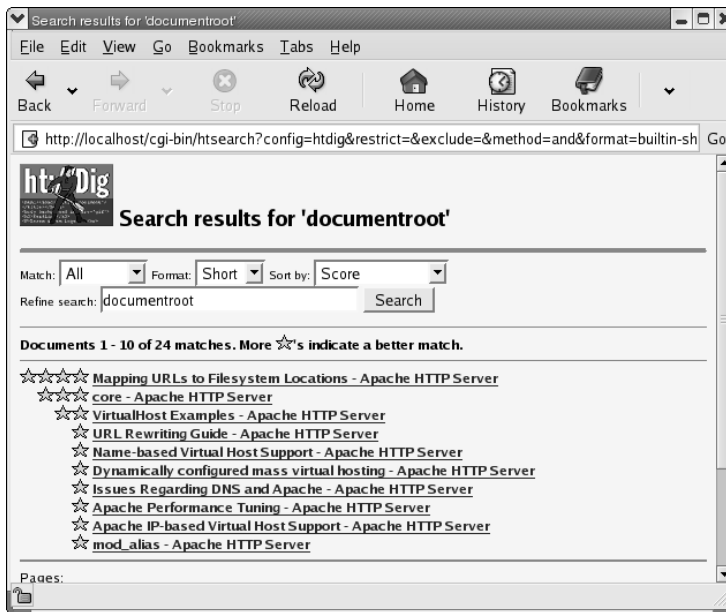 Search results for 'documentroot'
File Edit View Go Bookmarks Tabs Help
Back Forward Stop Reload Home History Bookmarks
http://localhost/cgi-bin/htsearch?config=htdig&restrict=&exclude=&method=and&format=builtin-sh Go
ht://Dig
Search results for 'documentroot'
Match: All Format: Short Sort by: Score
Refine search: documentroot Search
Documents 1 - 10 of 24 matches. More ☆'s indicate a better match.
☆☆☆☆ Mapping URLs to Filesystem Locations - Apache HTTP Server
☆☆☆ core - Apache HTTP Server
☆☆ VirtualHost Examples - Apache HTTP Server
☆ URL Rewriting Guide - Apache HTTP Server
☆ Name-based Virtual Host Support - Apache HTTP Server
☆ Dynamically configured mass virtual hosting - Apache HTTP Server
☆ Issues Regarding DNS and Apache - Apache HTTP Server
☆ Apache Performance Tuning - Apache HTTP Server
☆ Apache IP-based Virtual Host Support - Apache HTTP Server
☆ mod_alias - Apache HTTP Server
Pages: